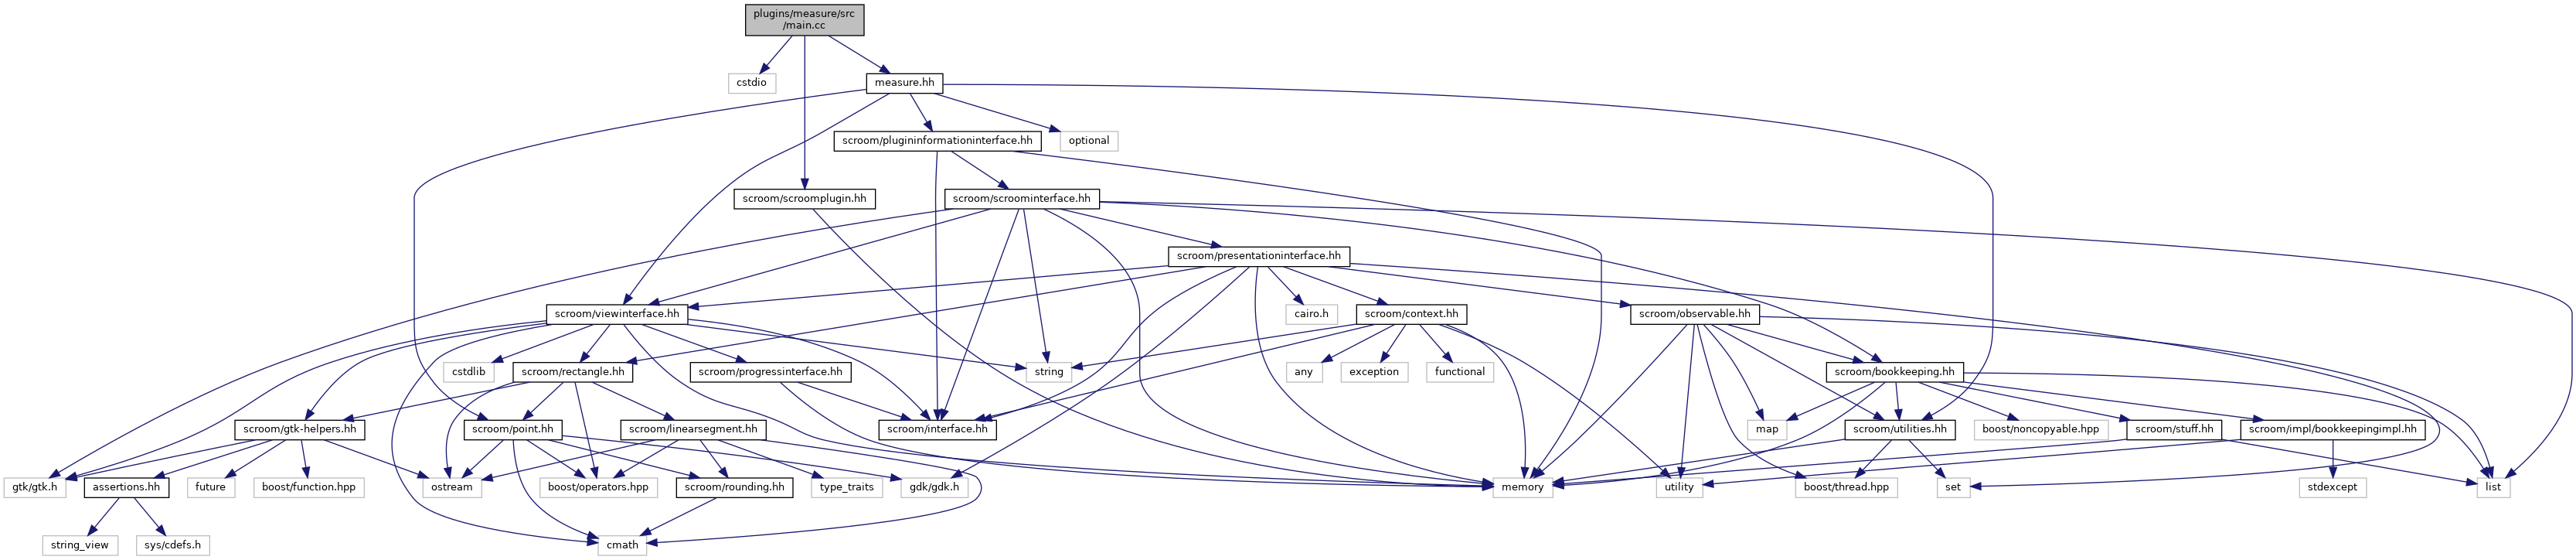 plugins/measure/src
/main.cc
cstdio
measure.hh
scroom/plugininformationinterface.hh
optional
scroom/scroomplugin.hh
scroom/scroominterface.hh
scroom/presentationinterface.hh
scroom/viewinterface.hh
cairo.h
scroom/context.hh
scroom/observable.hh
cstdlib
scroom/rectangle.hh
scroom/progressinterface.hh
string
any
exception
functional
scroom/bookkeeping.hh
scroom/gtk-helpers.hh
scroom/point.hh
scroom/linearsegment.hh
scroom/interface.hh
map
scroom/utilities.hh
boost/noncopyable.hpp
scroom/stuff.hh
scroom/impl/bookkeepingimpl.hh
gtk/gtk.h
assertions.hh
future
boost/function.hpp
ostream
boost/operators.hpp
scroom/rounding.hh
type_traits
gdk/gdk.h
memory
utility
boost/thread.hpp
set
stdexcept
list
string_view
sys/cdefs.h
cmath